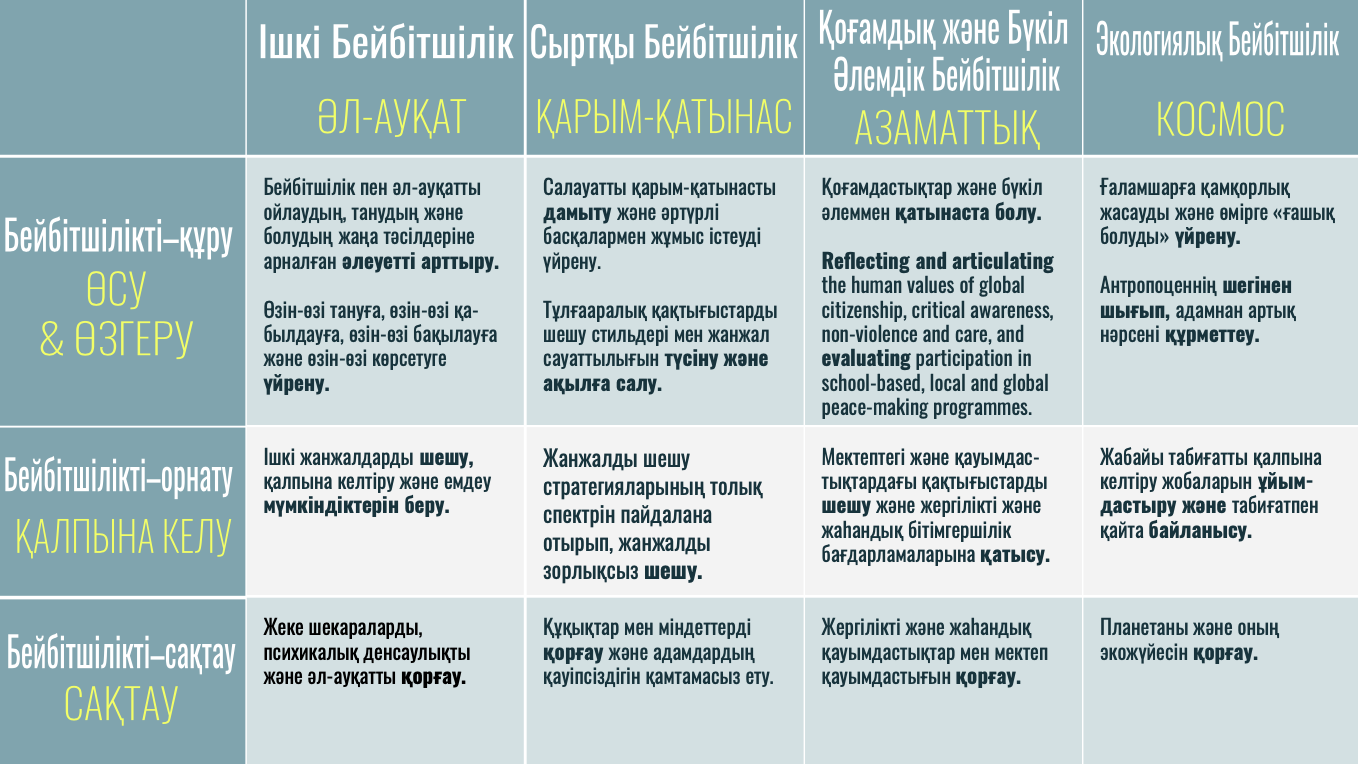 Ішкі Бейбітшілік
ӘЛ-АУҚАТ
Сыртқы Бейбітшілік
ҚАРЫМ-ҚАТЫНАС
Қоғамдық және Бүкіл
Әлемдік Бейбітшілік
АЗАМАТТЫҚ
Экологиялық Бейбітшілік
КОСМОС
Бейбітшілікті–құру
ӨСУ
& ӨЗГЕРУ
Бейбітшілік пен әл-ауқатты
ойлаудың, танудың және
болудың жаңа тәсілдеріне
арналған әлеуетті арттыру.
Өзін-өзі тануға, өзін-өзі қа-
былдауға, өзін-өзі бақылауға
және өзін-өзі көрсетуге
үйрену.
Салауатты қарым-қатынасты
дамыту және әртүрлі
басқалармен жұмыс істеуді
үйрену.
Тұлғааралық қақтығыстарды
шешу стильдері мен жанжал
сауаттылығын түсіну және
ақылға салу.
Қоғамдастықтар және бүкіл
әлеммен қатынаста болу.
Reflecting and articulating
the human values of global
citizenship, critical awareness,
non-violence and care, and
evaluating participation in
school-based, local and global
peace-making programmes.
Ғаламшарға қамқорлық
жасауды және өмірге «ғашық
болуды» үйрену.
Антропоценнің шегінен
шығып, адамнан артық
нәрсені құрметтеу.
Бейбітшілікті–орнату
ҚАЛПЫНА КЕЛУ
Ішкі жанжалдарды шешу,
қалпына келтіру және емдеу
мүмкіндіктерін беру.
Жанжалды шешу
стратегияларының толық
спектрін пайдалана
отырып, жанжалды
зорлықсыз шешу.
Мектептегі және қауымдас-
тықтардағы қақтығыстарды
шешу және жергілікті және
жаһандық бітімгершілік
бағдарламаларына қатысу.
Жабайы табиғатты қалпына
келтіру жобаларын ұйым-
дастыру және табиғатпен
қайта байланысу.
Бейбітшілікті–сақтау
САҚТАУ
Жеке шекараларды,
психикалық денсаулықты
және әл-ауқатты қорғау.
Құқықтар мен міндеттерді
қорғау және адамдардың
қауіпсіздігін қамтамасыз ету.
Жергілікті және жаһандық
қауымдастықтар мен мектеп
қауымдастығын қорғау.
Планетаны және оның
экожүйесін қорғау.